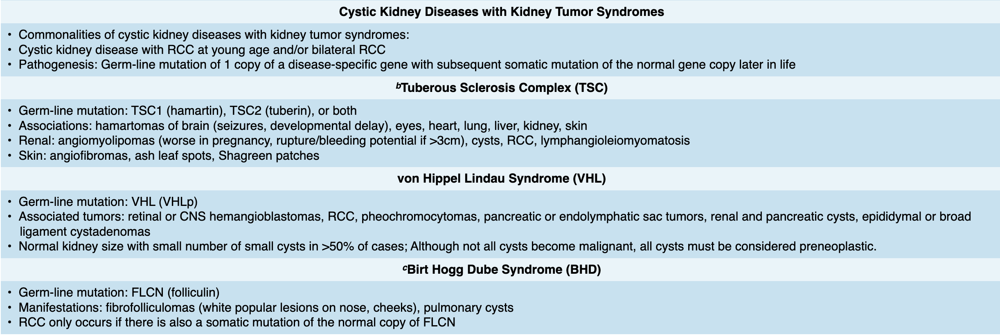 Cystic Kidney Diseases with Kidney Tumor Syndromes
• Commonalities of cystic kidney diseases with kidney tumor syndromes:
• Cystic kidney disease with RCC at young age and/or bilateral RCC
• Pathogenesis: Germ-line mutation of 1 copy of a disease-specific gene with subsequent somatic mutation of the normal gene copy later in life
bTuberous Sclerosis Complex (TSC)
• Germ-line mutation: TSC1 (hamartin), TSC2 (tuberin), or both
• Associations: hamartomas of brain (seizures, developmental delay), eyes, heart, lung, liver, kidney, skin
• Renal: angiomyolipomas (worse in pregnancy, rupture/bleeding potential if >3cm), cysts, RCC, lymphangioleiomyomatosis
• Skin: angiofibromas, ash leaf spots, Shagreen patches
von Hippel Lindau Syndrome (VHL)
• Germ-line mutation: VHL (VHLp)
• Associated tumors: retinal or CNS hemangioblastomas, RCC, pheochromocytomas, pancreatic or endolymphatic sac tumors, renal and pancreatic cysts, epididymal or broad
ligament cystadenomas
• Normal kidney size with small number of small cysts in >50% of cases; Although not all cysts become malignant, all cysts must be considered preneoplastic.
cBirt Hogg Dube Syndrome (BHD)
• Germ-line mutation: FLCN (folliculin)
• Manifestations: fibrofolliculomas (white popular lesions on nose, cheeks), pulmonary cysts
• RCC only occurs if there is also a somatic mutation of the normal copy of FLCN